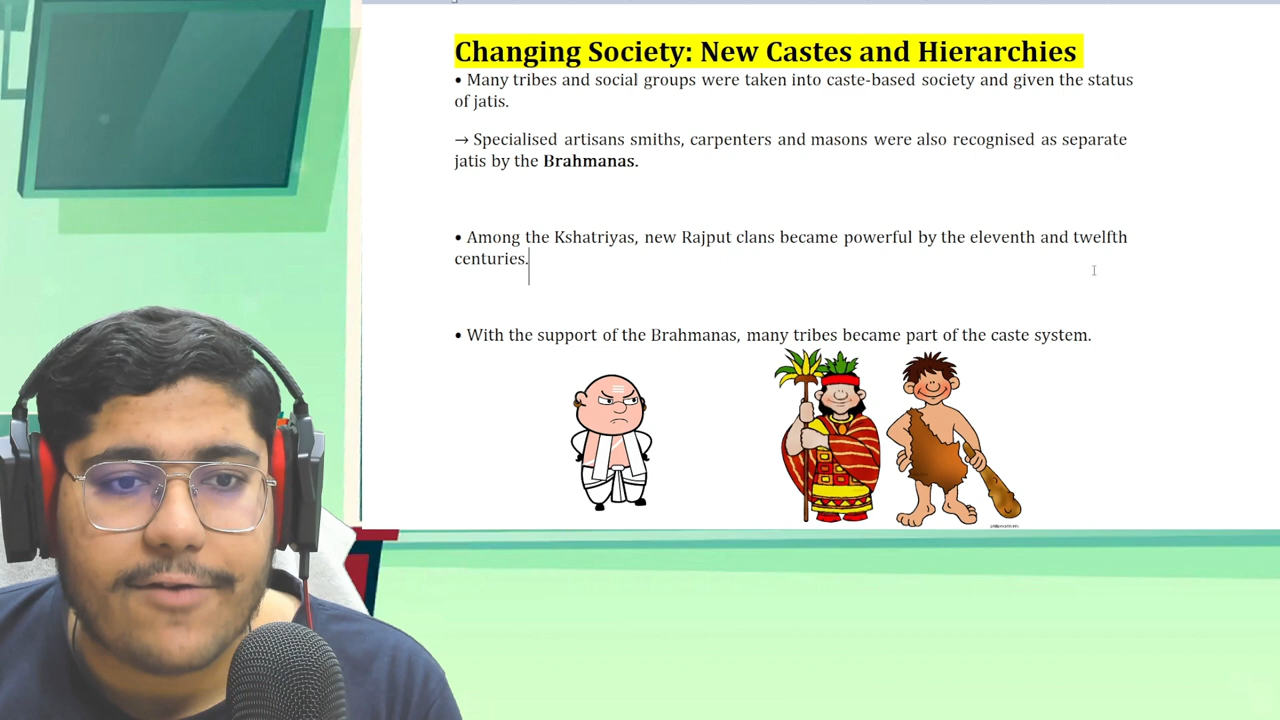 Changing Society: New Castes and Hierarchies
• Many tribes and social groups were taken into caste-based society and given the status
of jatis.
→ Specialised artisans smiths, carpenters and masons were also recognised as separate
jatis by the Brahmanas.
• Among the Kshatriyas, new Rajput clans became powerful by the eleventh and twelfth
centuries.
• With the support of the Brahmanas, many tribes became part of the caste system.